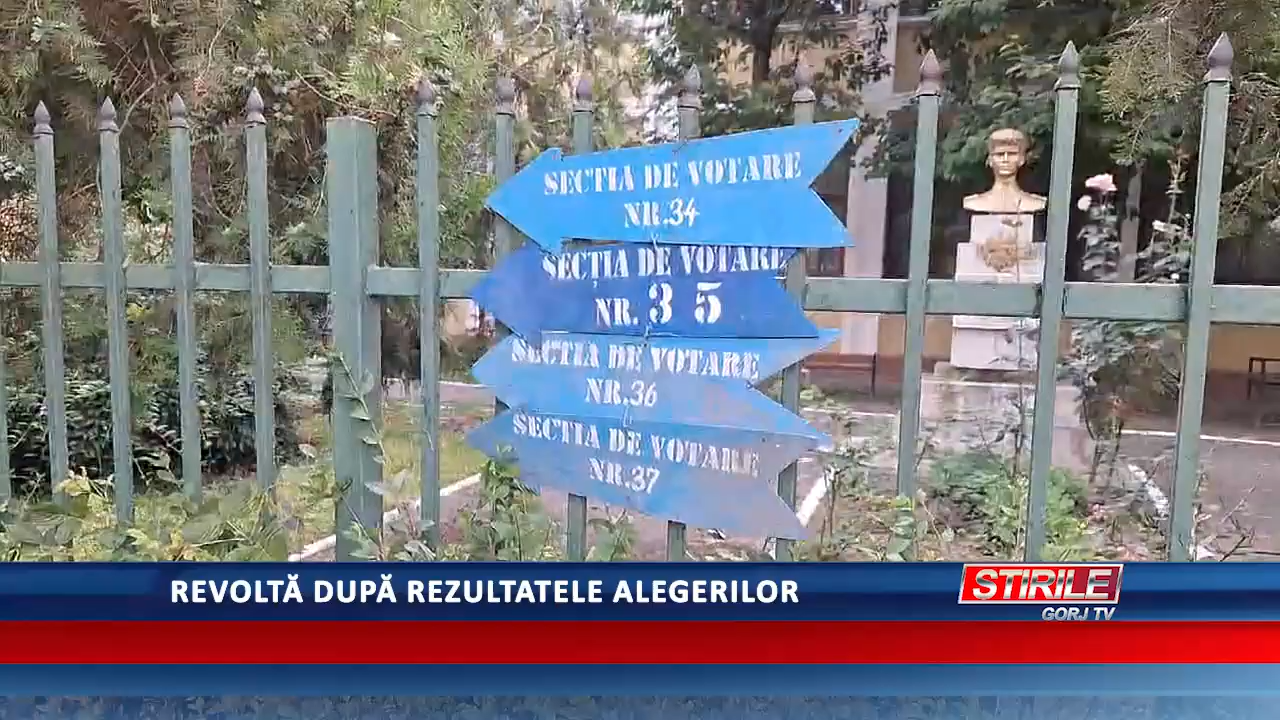 SECTIA DE VOTARE
NR.34
SECȚIA DE VOTARE
NR. 3 5
SECTIA DE VOTARE
NR.36
SECTIA DE VOTARE
NR.37
REVOLTĂ DUPĂ REZULTATELE ALEGERILOR
STIRILE
GORJ TV